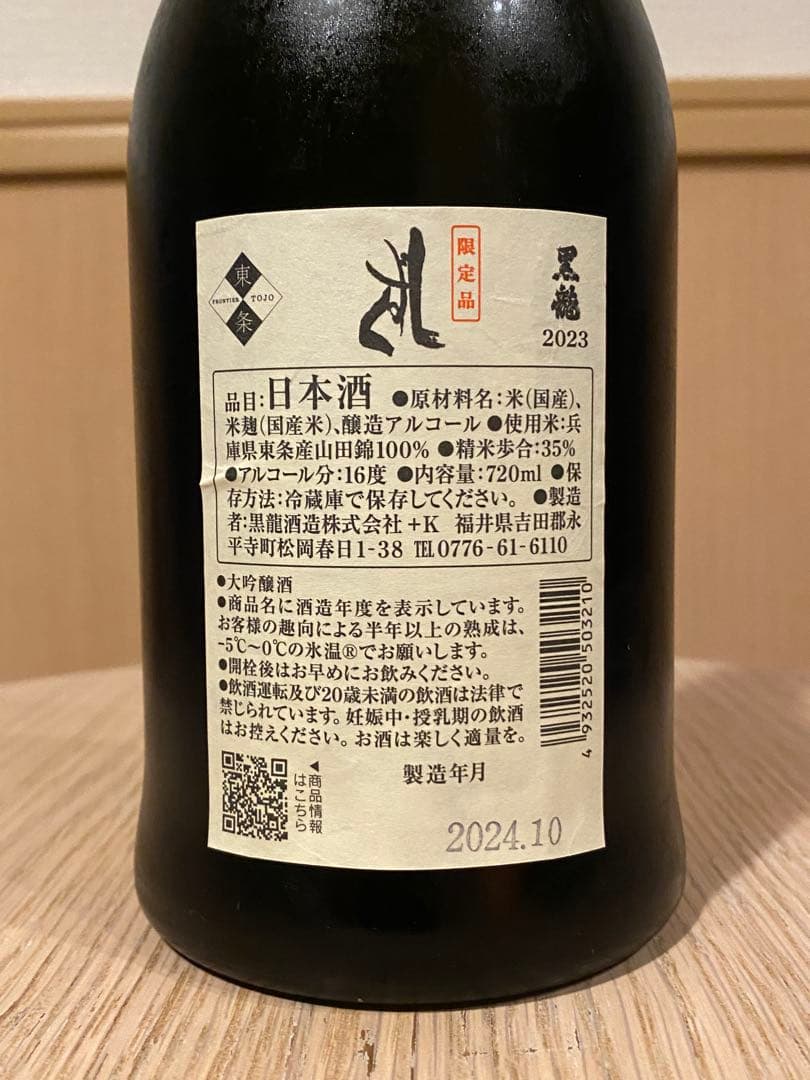 東
FRONTIER TOJO
条
限定品
黒龍
2023
品目:日本酒 ●原材料名:米(国産)、
米麹(国産米)、醸造アルコール ●使用米:兵
庫県東条産山田錦100% ●精米歩合:35%
●アルコール分:16度 ●内容量:720ml ●保
存方法:冷蔵庫で保存してください。 ●製造
者:黒龍酒造株式会社+K 福井県吉田郡永
平寺町松岡春日1-38 TEL0776-61-6110
●大吟醸酒
●商品名に酒造年度を表示しています。
お客様の趣向による半年以上の熟成は、
-5℃~0℃の氷温®でお願いします。
●開栓後はお早めにお飲みください。
●飲酒運転及び20歳未満の飲酒は法律で
禁じられています。妊娠中・授乳期の飲酒
はお控えください。お酒は楽しく適量を。
4932520503210
◀商品情報
はこちら
製造年月
2024.10